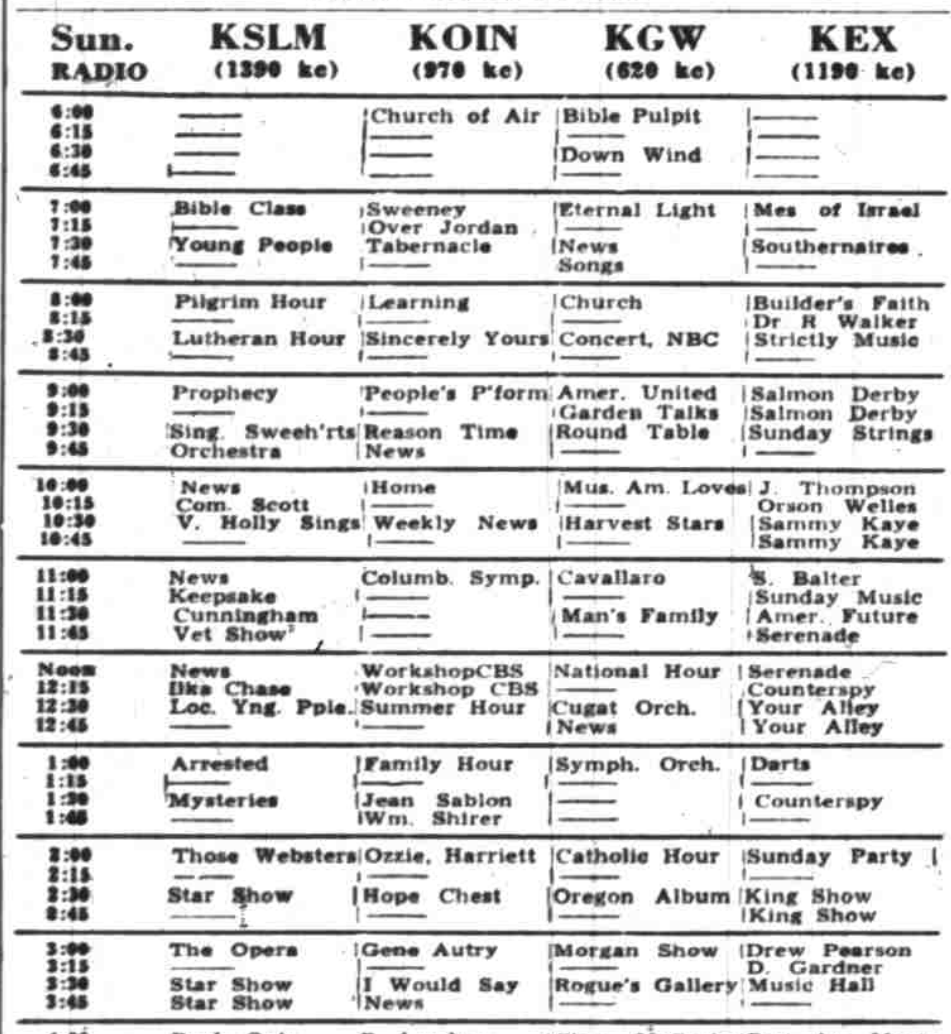 Sun. KSLM KOIN KGW KEX
RADIO (1390 kc) (970 kc) (620 kc) (1190 kc)
6:00 —— Church of Air Bible Pulpit ——
6:15 —— —— —— ——
6:30 —— —— Down Wind ——
6:45 —— —— —— ——
7:00 Bible Class Sweeney Eternal Light Mes of Israel
7:15 —— Over Jordan —— ——
7:30 Young People Tabernacle News Southernaires
7:45 —— —— Songs ——
8:00 Pilgrim Hour Learning Church Builder's Faith
8:15 —— —— —— Dr R Walker
8:30 Lutheran Hour Sincerely Yours Concert, NBC Strictly Music
8:45 —— —— —— ——
9:00 Prophecy People's P'form Amer. United Salmon Derby
9:15 —— —— Garden Talks Salmon Derby
9:30 Sing. Sweeh'rts Reason Time Round Table Sunday Strings
9:45 Orchestra News —— ——
10:00 News Home Mus. Am. Loves J. Thompson
10:15 Com. Scott Orson Welles
10:30 V. Holly Sings Weekly News Harvest Stars Sammy Kaye
10:45 —— —— —— Sammy Kaye
11:00 News Columb. Symp. Cavallaro S. Balter
11:15 Keepsake —— —— Sunday Music
11:30 Cunningham —— Man's Family Amer. Future
11:45 Vet Show —— —— Serenade
Noon News WorkshopCBS National Hour Serenade
12:15 Ilka Chase Workshop CBS —— Counterspy
12:30 Loc. Yng. Pple. Summer Hour Cugat Orch. Your Alley
12:45 —— —— News Your Alley
1:00 Arrested Family Hour Symph. Orch. Darts
1:15 —— —— —— ——
1:30 Mysteries Jean Sablon —— Counterspy
1:45 —— Wm. Shirer —— ——
2:00 Those Websters Ozzie, Harriett Catholic Hour Sunday Party
2:15 —— —— —— ——
2:30 Star Show Hope Chest Oregon Album King Show
2:45 —— —— —— King Show
3:00 The Opera Gene Autry Morgan Show Drew Pearson
3:15 —— —— —— D. Gardner
3:30 Star Show I Would Say Rogue's Gallery Music Hall
3:45 Star Show News —— ——